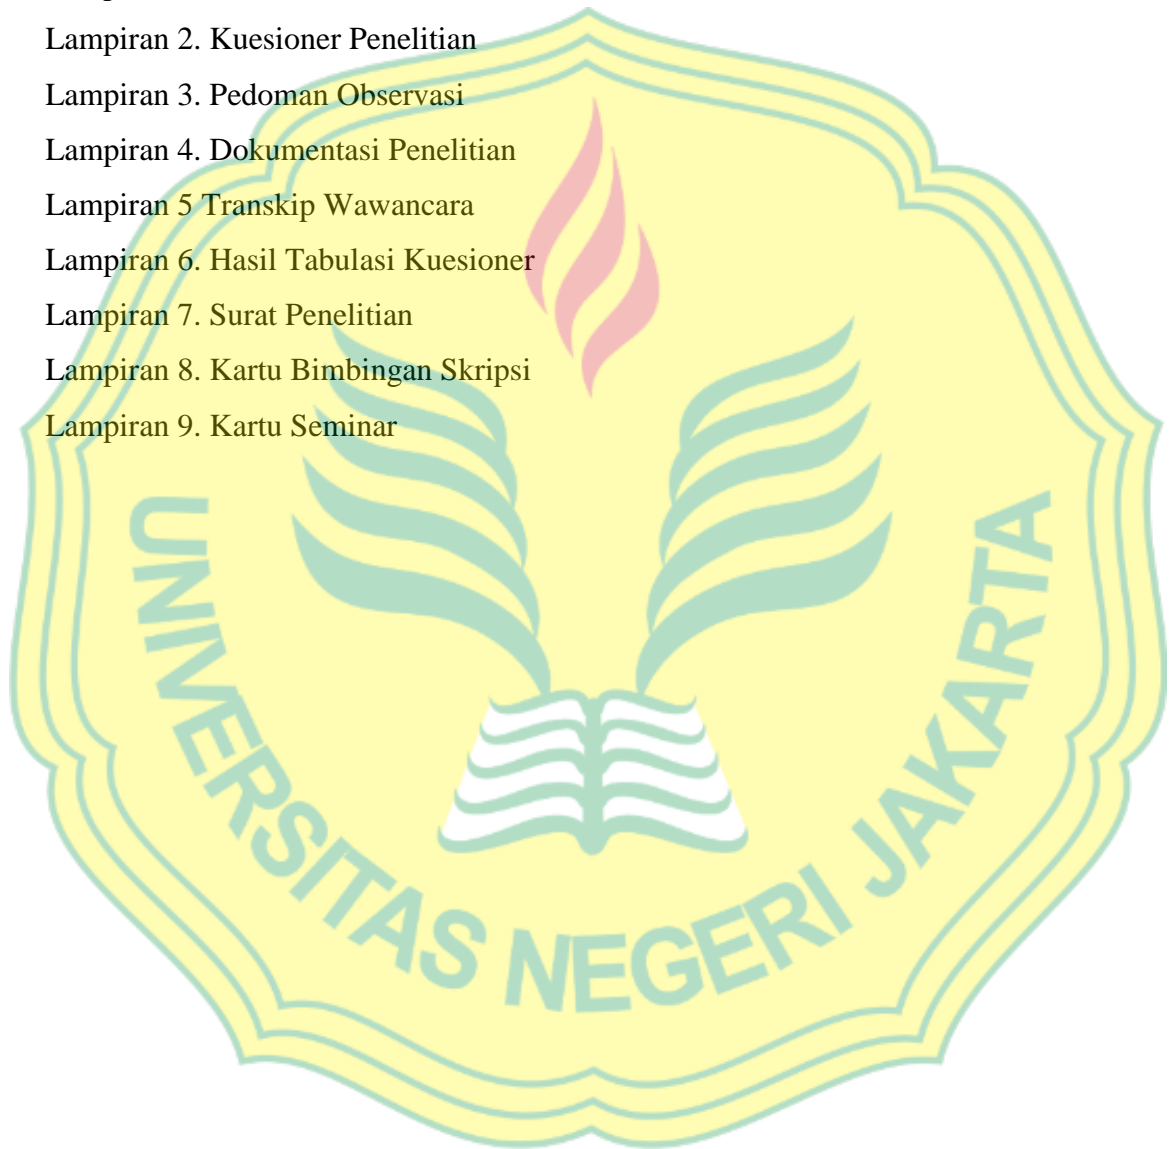 Lampiran 2. Kuesioner Penelitian
Lampiran 3. Pedoman Observasi
Lampiran 4. Dokumentasi Penelitian
Lampiran 5 Transkip Wawancara
Lampiran 6. Hasil Tabulasi Kuesioner
Lampiran 7. Surat Penelitian
Lampiran 8. Kartu Bimbingan Skripsi
Lampiran 9. Kartu Seminar
UNIVERSITAS NEGERI JAKARTA